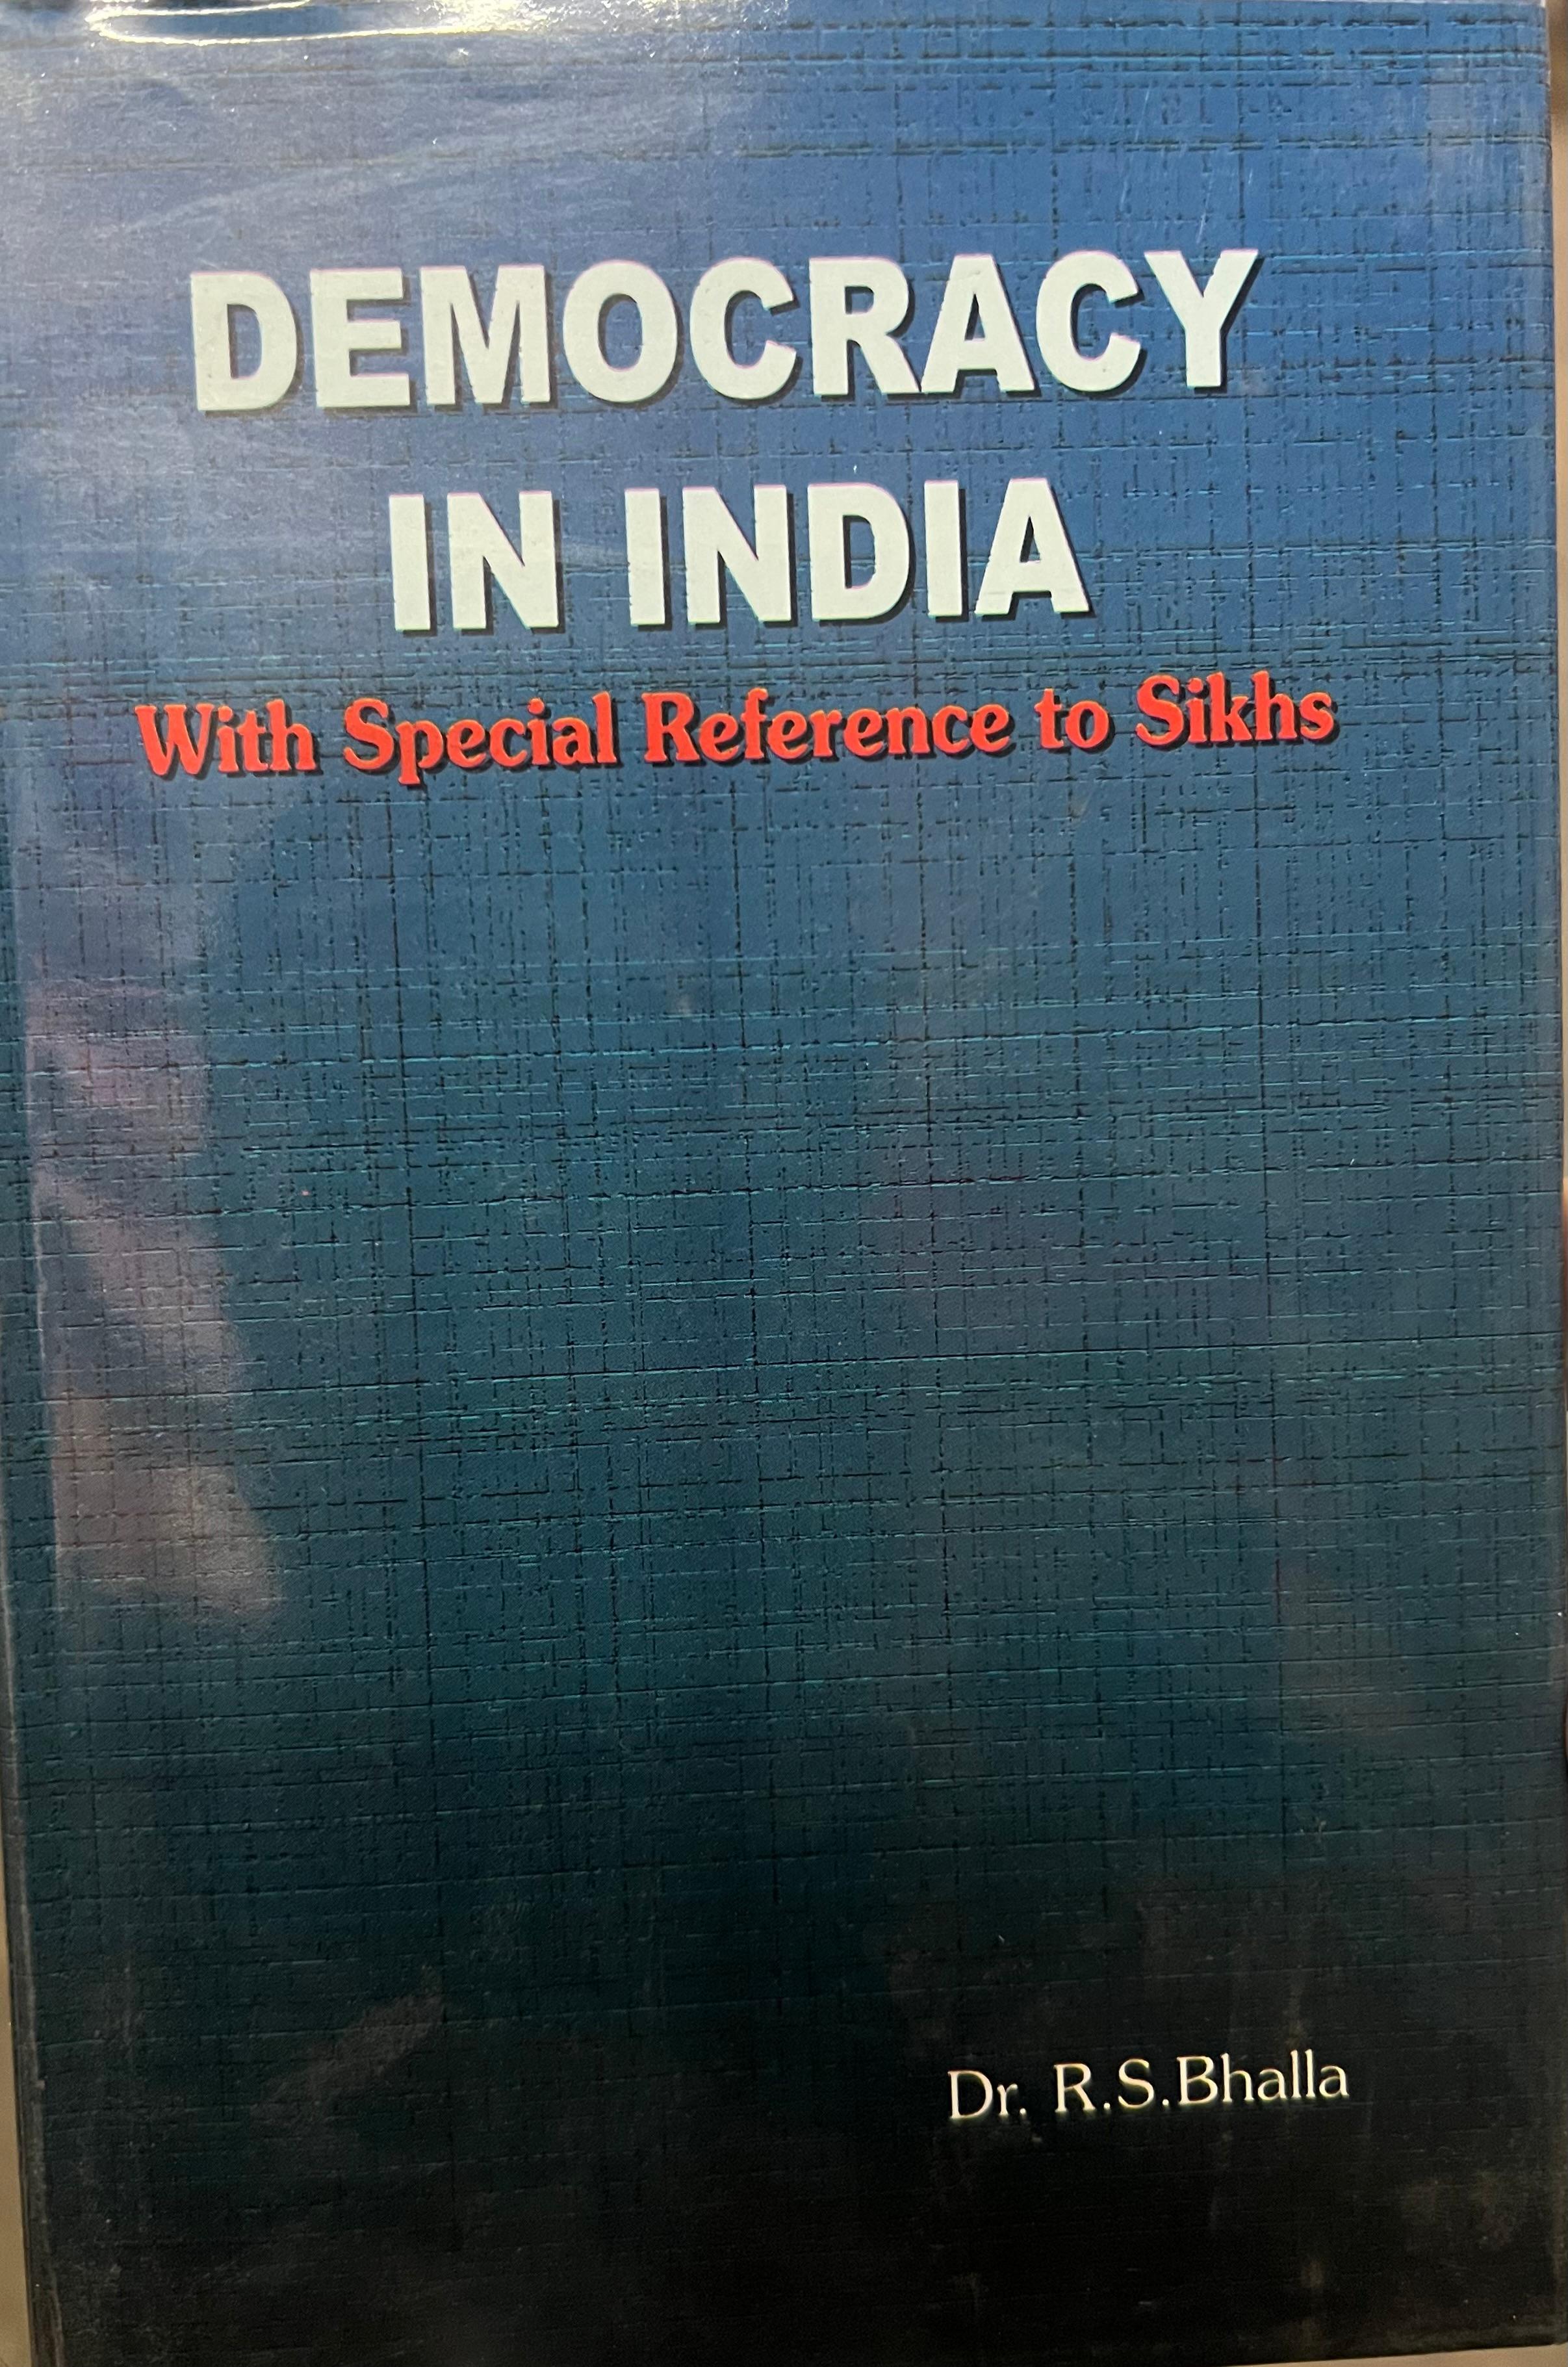 DEMOCRACY
IN INDIA
With Special Reference to Sikhs
Dr. R.S.Bhalla